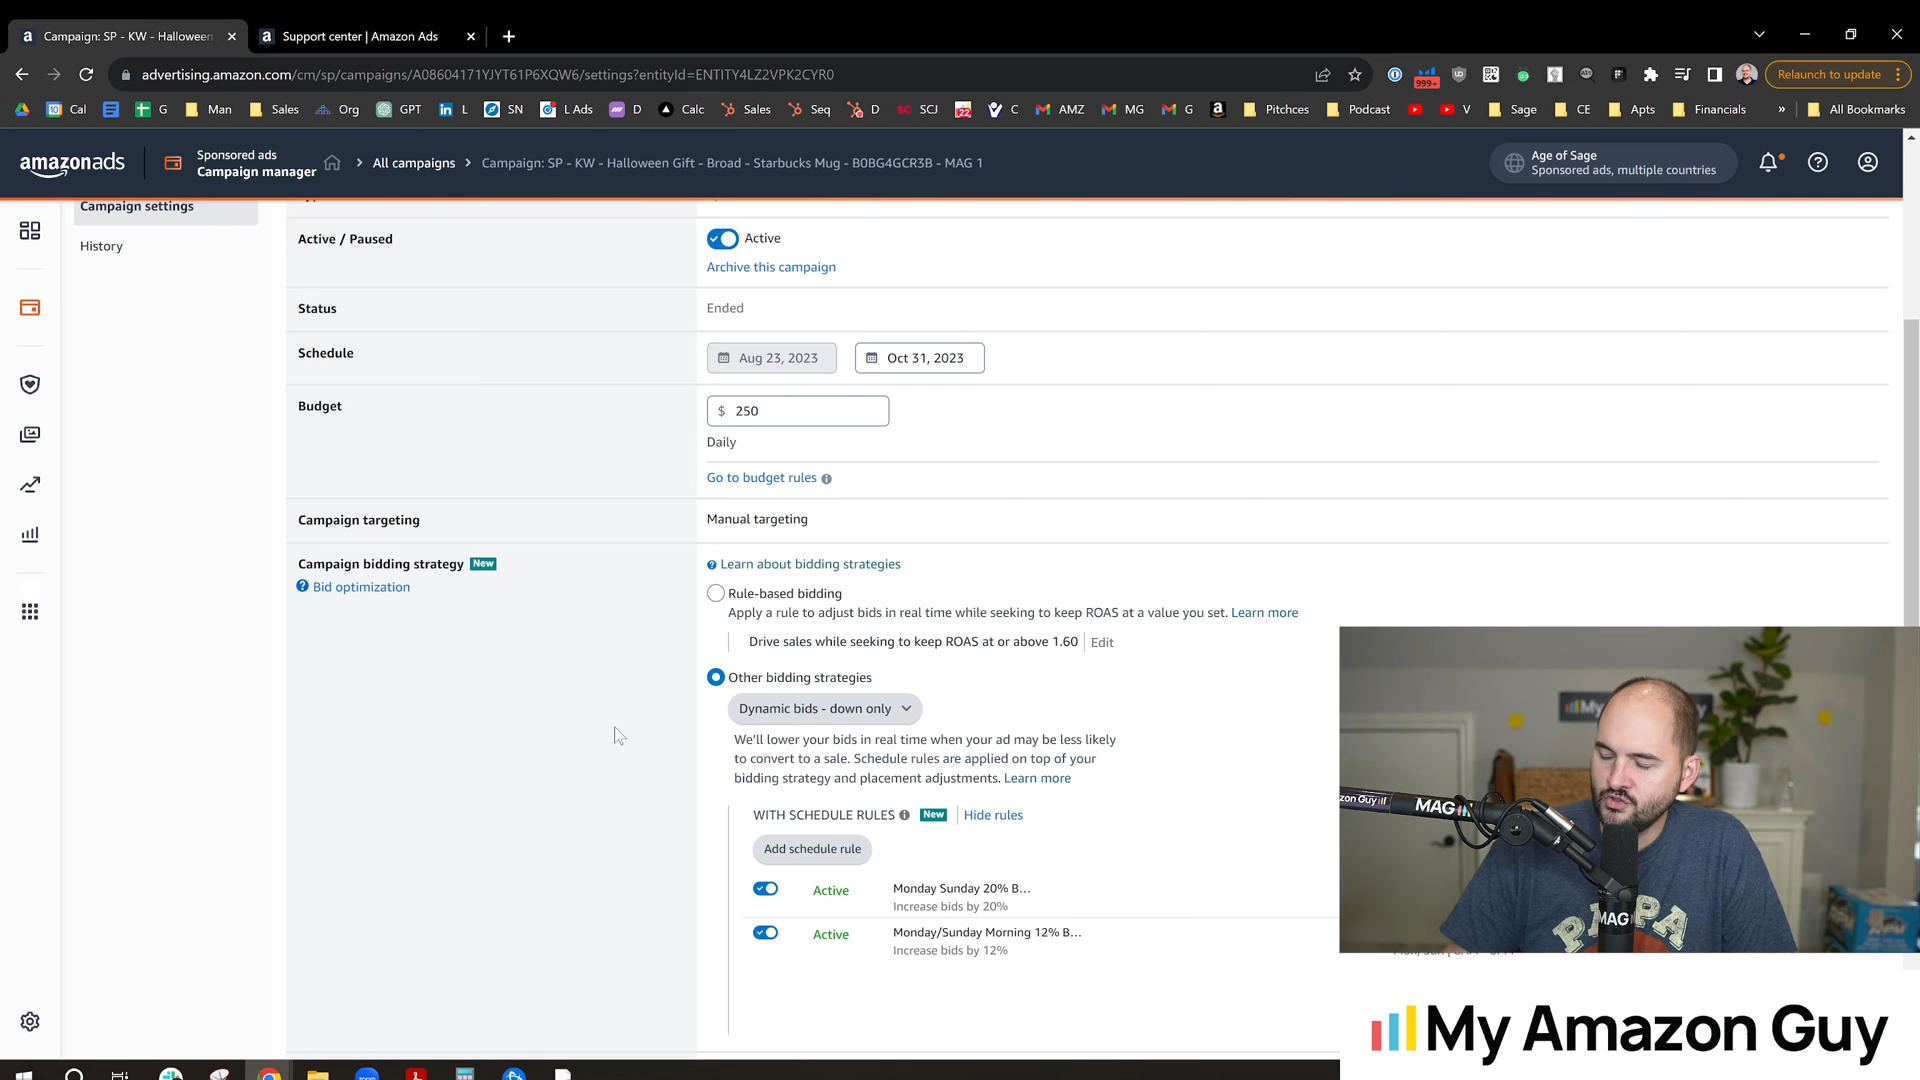 Campaign: SP - KW - Halloween
Support center | Amazon Ads
advertising.amazon.com/cm/sp/campaigns/A08604171YJYT61P6XQW6/settings?entityId=ENTITY4LZ2VPK2CYR0
999+
Relaunch to update
Cal
G
Man
Sales
Org
GPT
L
SN
L Ads
D
Calc
Sales
Seq
D
SCJ
C
AMZ
MG
G
Pitchces
Podcast
V
Sage
CE
Apts
Financials
»
All Bookmarks
amazonads
Sponsored ads
Campaign manager
All campaigns
Campaign: SP - KW - Halloween Gift - Broad - Starbucks Mug - B0BG4GCR3B - MAG 1
Age of Sage
Sponsored ads, multiple countries
Campaign settings
History
Active / Paused
Active
Archive this campaign
Status
Ended
Schedule
Aug 23, 2023
Oct 31, 2023
Budget
$ 250
Daily
Go to budget rules
Campaign targeting
Manual targeting
Campaign bidding strategy New
Bid optimization
Learn about bidding strategies
Rule-based bidding
Apply a rule to adjust bids in real time while seeking to keep ROAS at a value you set. Learn more
Drive sales while seeking to keep ROAS at or above 1.60
Edit
Other bidding strategies
Dynamic bids - down only
We'll lower your bids in real time when your ad may be less likely
to convert to a sale. Schedule rules are applied on top of your
bidding strategy and placement adjustments. Learn more
WITH SCHEDULE RULES New Hide rules
Add schedule rule
Active
Monday Sunday 20% B...
Increase bids by 20%
Active
Monday/Sunday Morning 12% B...
Increase bids by 12%
MAG
MAG
My Amazon Guy